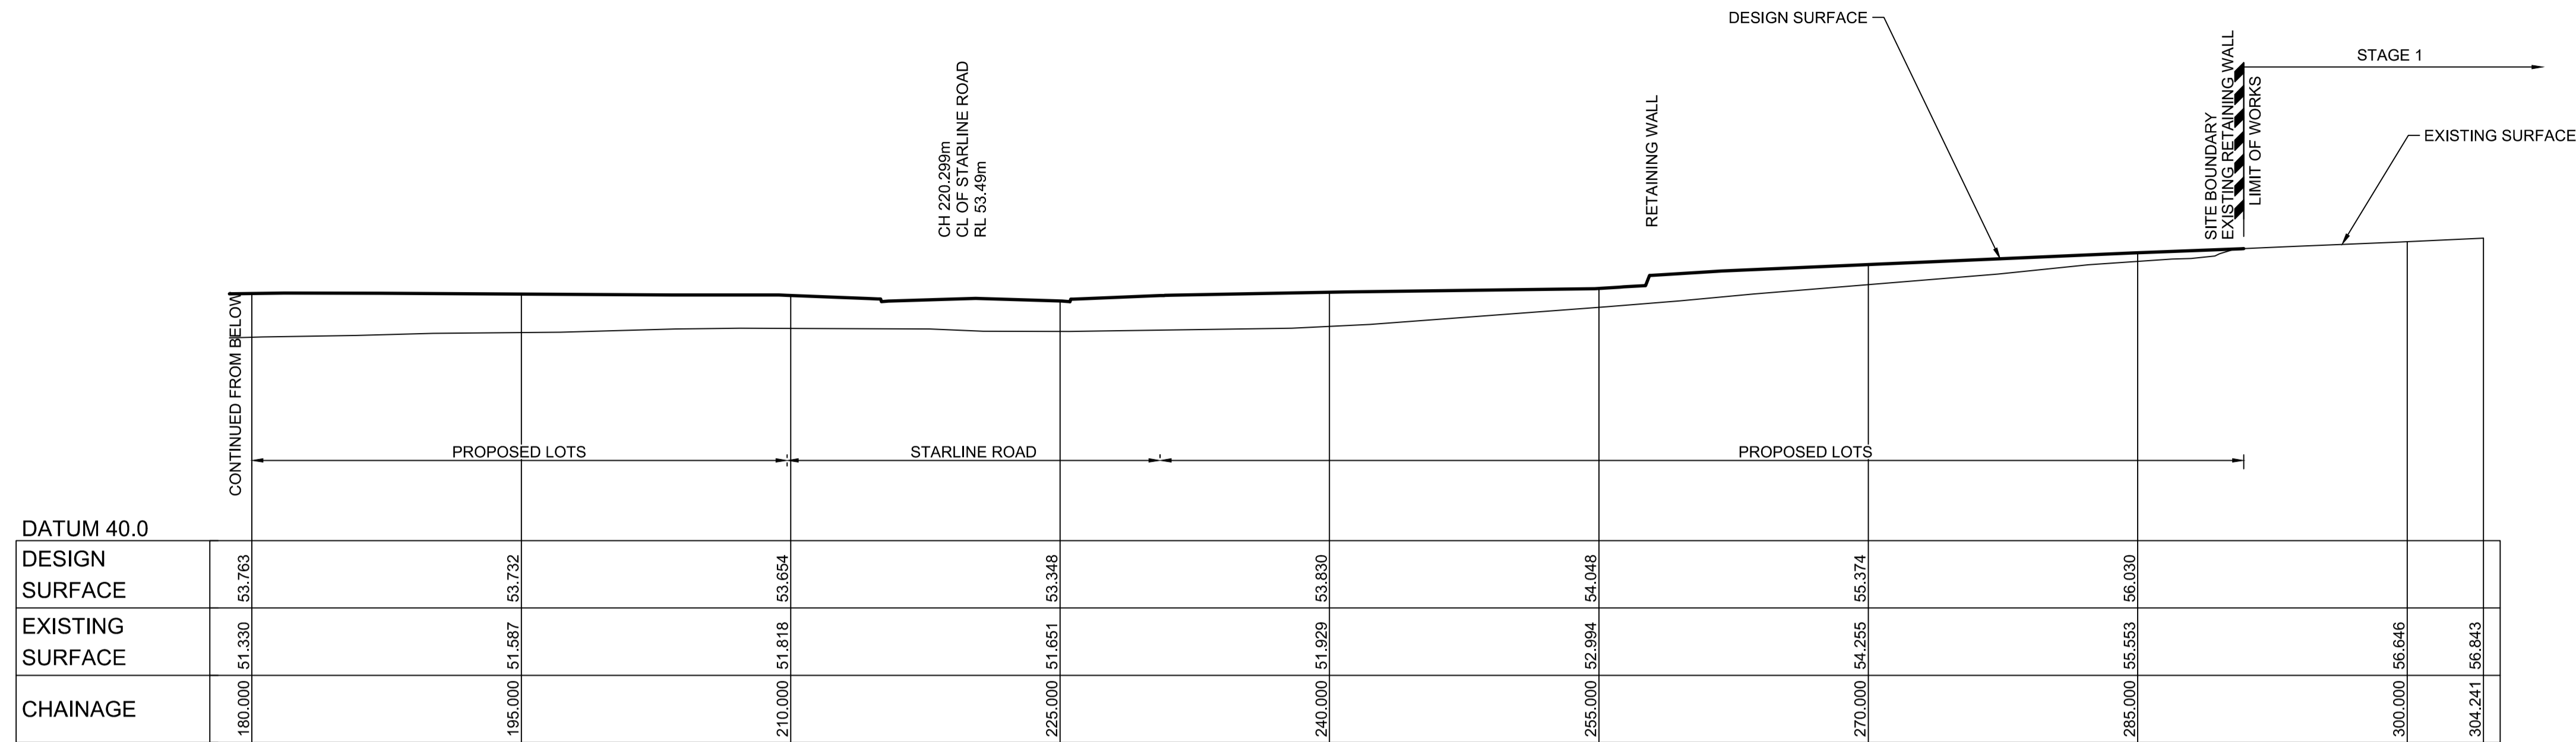 DESIGN SURFACE
STAGE 1
EXISTING SURFACE
CH 220.299m
CL OF STARLINE ROAD
RL 53.49m
RETAINING WALL
SITE BOUNDARY
EXISTING RETAINING WALL
LIMIT OF WORKS
CONTINUED FROM BELOW
PROPOSED LOTS
STARLINE ROAD
PROPOSED LOTS
DATUM 40.0
DESIGN
SURFACE
53.763 53.732 53.654 53.348 53.830 54.048 55.374 56.030
EXISTING
SURFACE
51.330 51.587 51.818 51.651 51.929 52.994 54.255 55.553 56.646 56.843
CHAINAGE
180.000 195.000 210.000 225.000 240.000 255.000 270.000 285.000 300.000 304.241